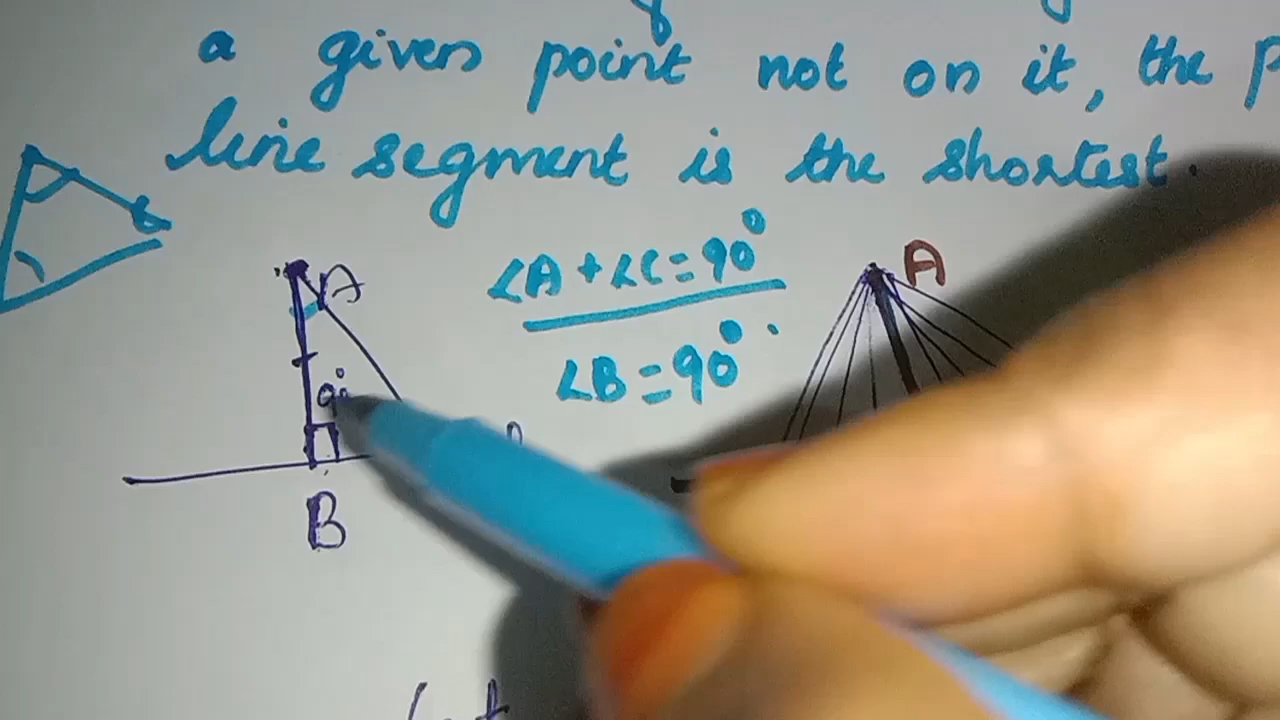 a given point not on it, the
line segment is the shortest.
∠A + ∠C = 90°
∠B = 90°
A
A
B